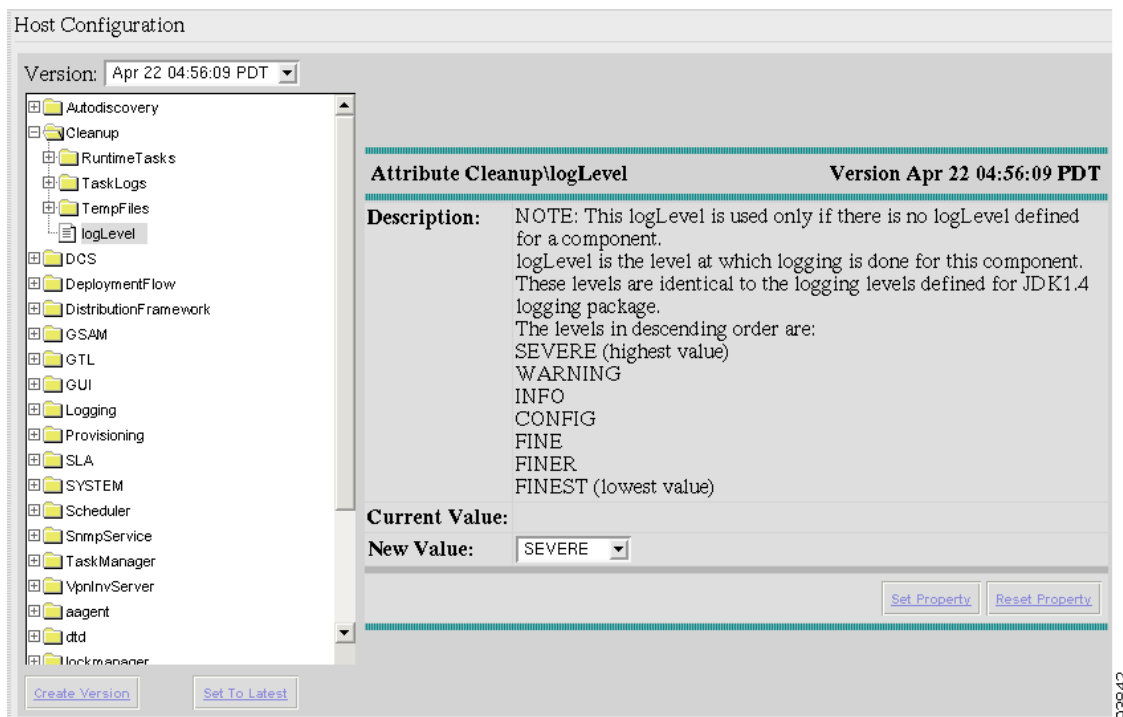 Host Configuration
Version: Apr 22 04:56:09 PDT
Autodiscovery
Cleanup
RuntimeTasks
TaskLogs
TempFiles
logLevel
DCS
DeploymentFlow
DistributionFramework
GSAM
GTL
GUI
Logging
Provisioning
SLA
SYSTEM
Scheduler
SnmpService
TaskManager
VpnInvServer
aagent
dtd
lockmanager
Create Version
Set To Latest
Attribute Cleanup\logLevel Version Apr 22 04:56:09 PDT
Description: NOTE: This logLevel is used only if there is no logLevel defined
for a component.
logLevel is the level at which logging is done for this component.
These levels are identical to the logging levels defined for JDK1.4
logging package.
The levels in descending order are:
SEVERE (highest value)
WARNING
INFO
CONFIG
FINE
FINER
FINEST (lowest value)
Current Value:
New Value: SEVERE
Set Property Reset Property